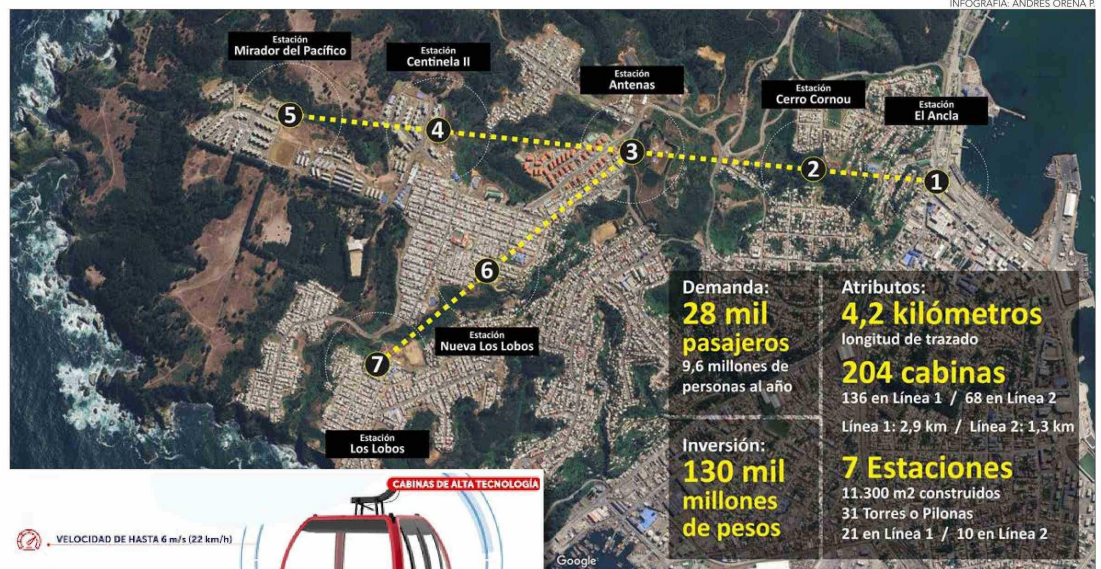 INFOGRAFÍA: ANDRÉS OREÑA P.
Estación
Mirador del Pacífico
Estación
Centinela II
Estación
Antenas
Estación
Cerro Cornou
Estación
El Ancla
5
4
3
2
1
6
7
Estación
Nueva Los Lobos
Estación
Los Lobos
Demanda:
28 mil
pasajeros
9,6 millones de
personas al año
Inversión:
130 mil
millones
de pesos
Atributos:
4,2 kilómetros
longitud de trazado
204 cabinas
136 en Línea 1 / 68 en Línea 2
Línea 1: 2,9 km / Línea 2: 1,3 km
7 Estaciones
11.300 m2 construidos
31 Torres o Pilonas
21 en Línea 1 / 10 en Línea 2
CABINAS DE ALTA TECNOLOGÍA
VELOCIDAD DE HASTA 6 m/s (22 km/h)
Google